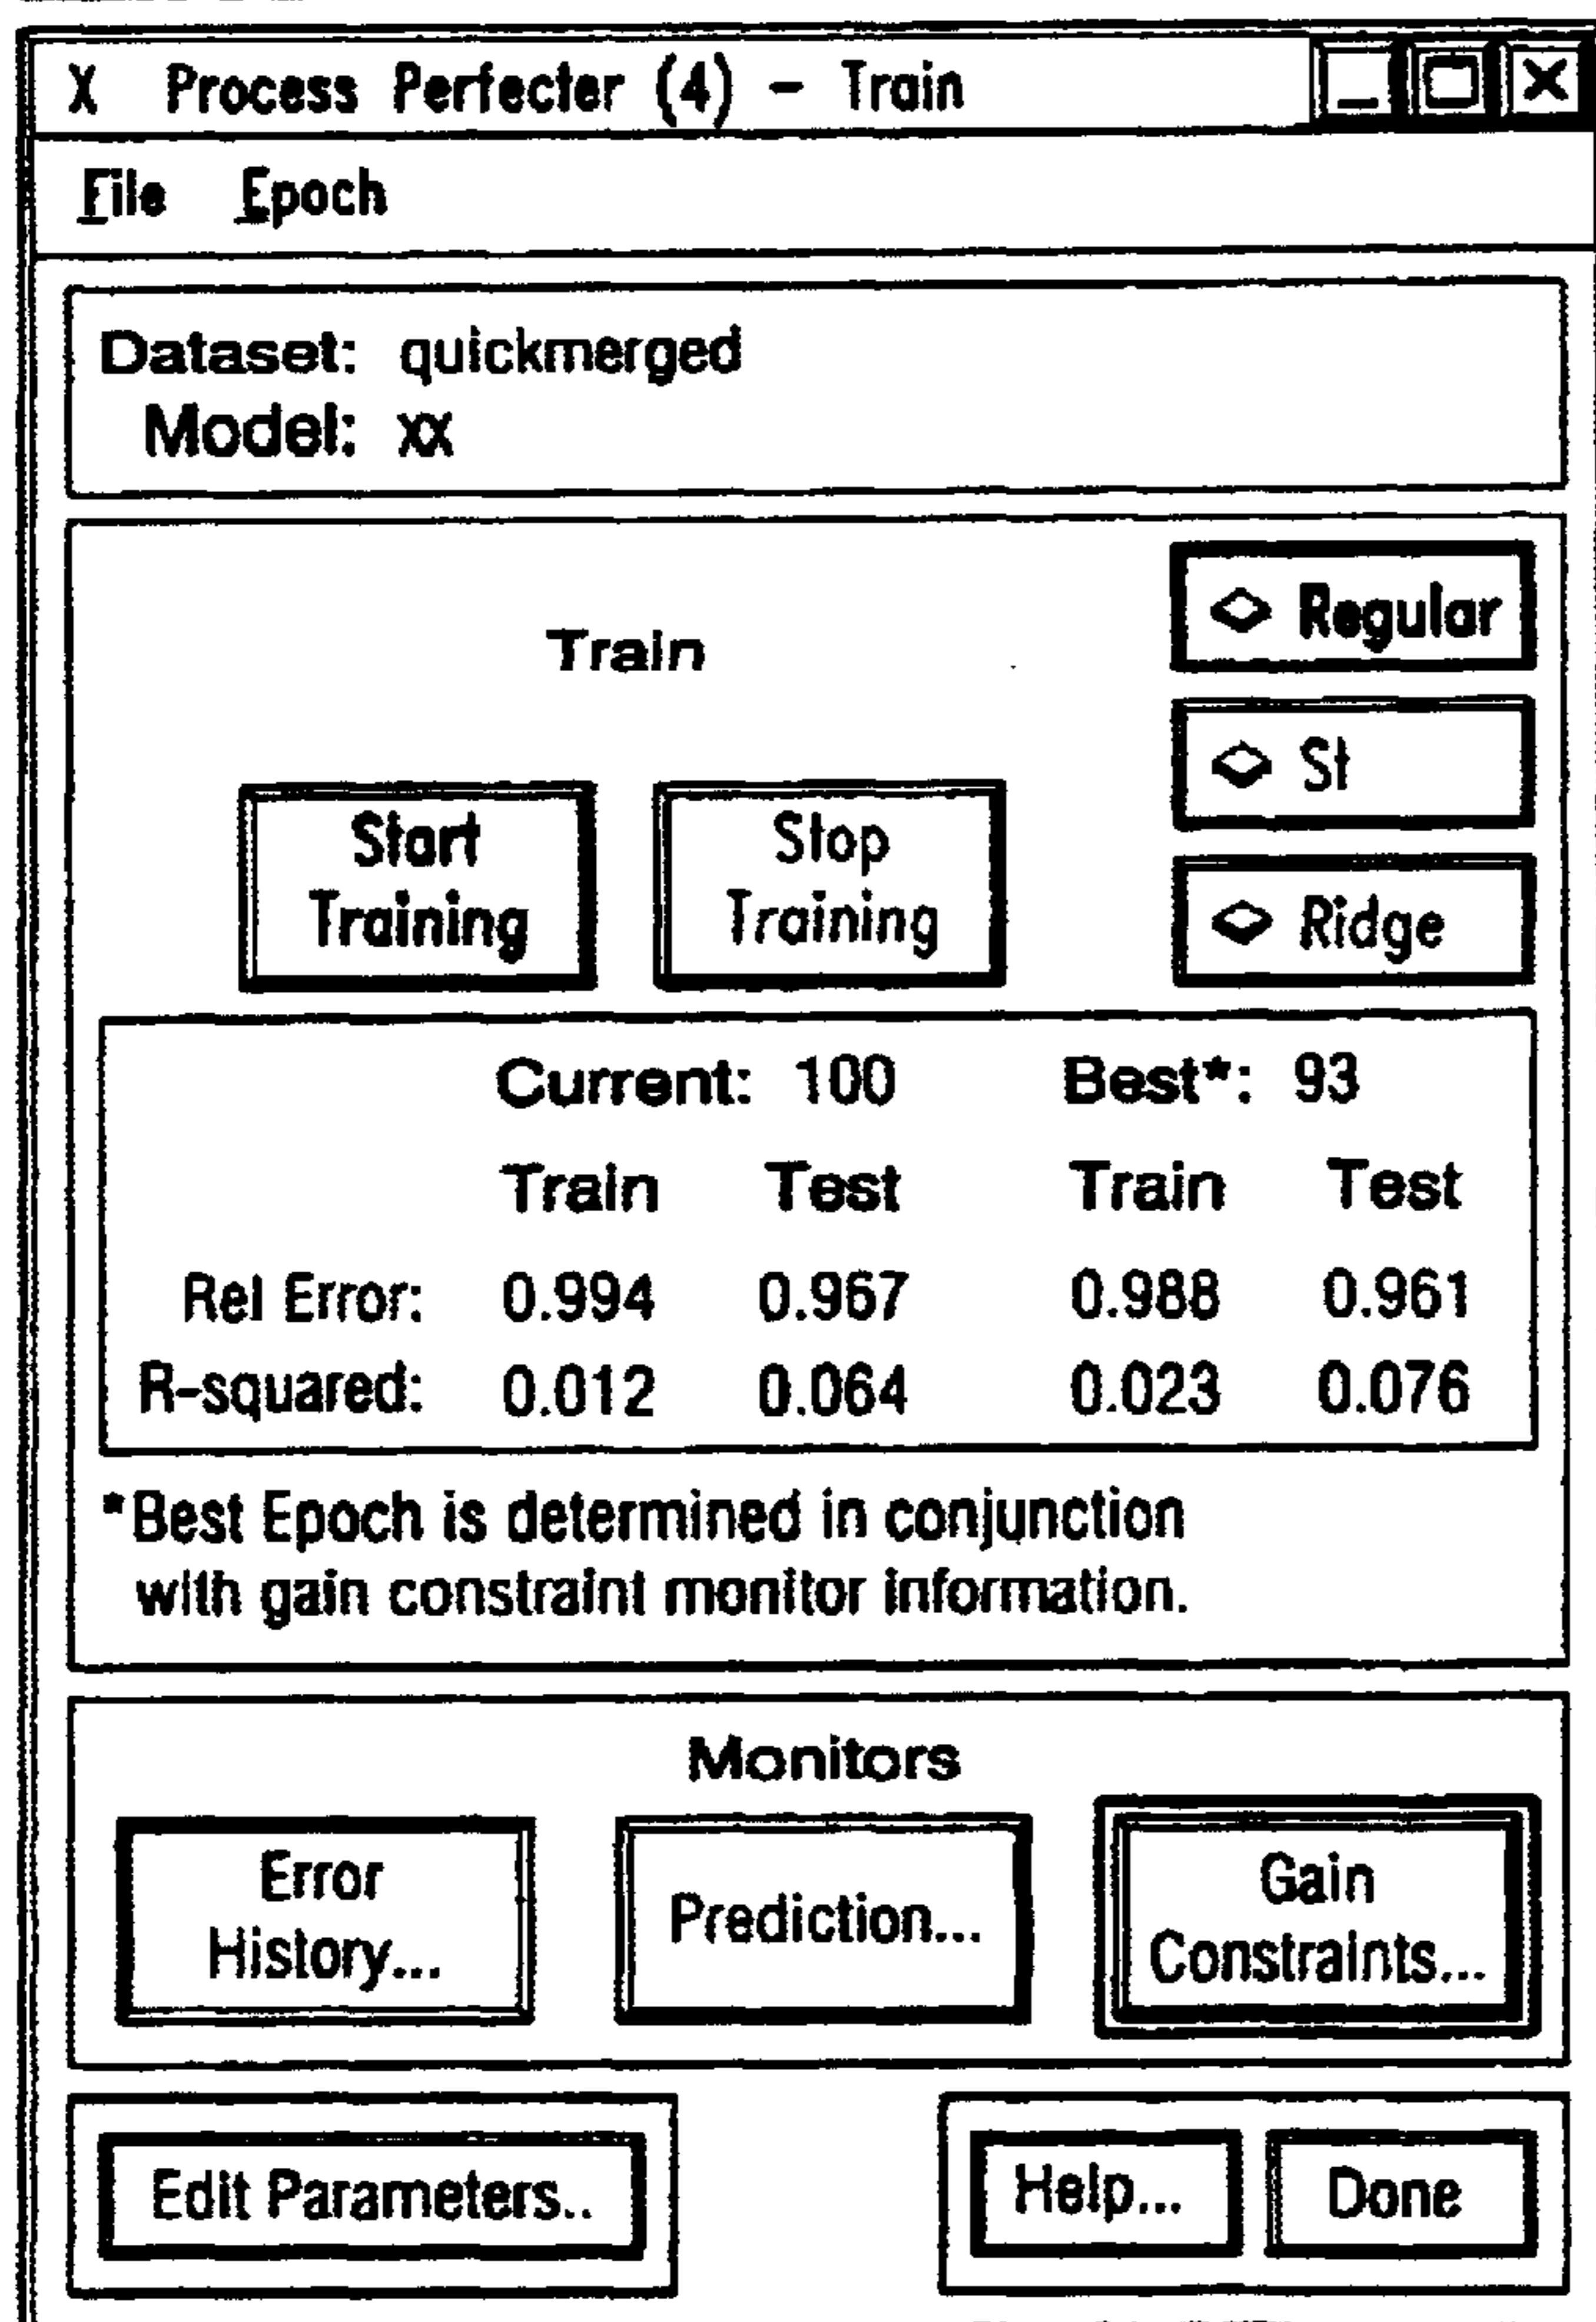 X Process Perfecter (4) - Train
File Epoch
Dataset: quickmerged
Model: xx
Train
Regular
St
Ridge
Start
Training
Stop
Training
Current: 100 Best*: 93
Train Test Train Test
Rel Error: 0.994 0.967 0.988 0.961
R-squared: 0.012 0.064 0.023 0.076
*Best Epoch is determined in conjunction
with gain constraint monitor information.
Monitors
Error
History...
Prediction...
Gain
Constraints...
Edit Parameters..
Help...
Done